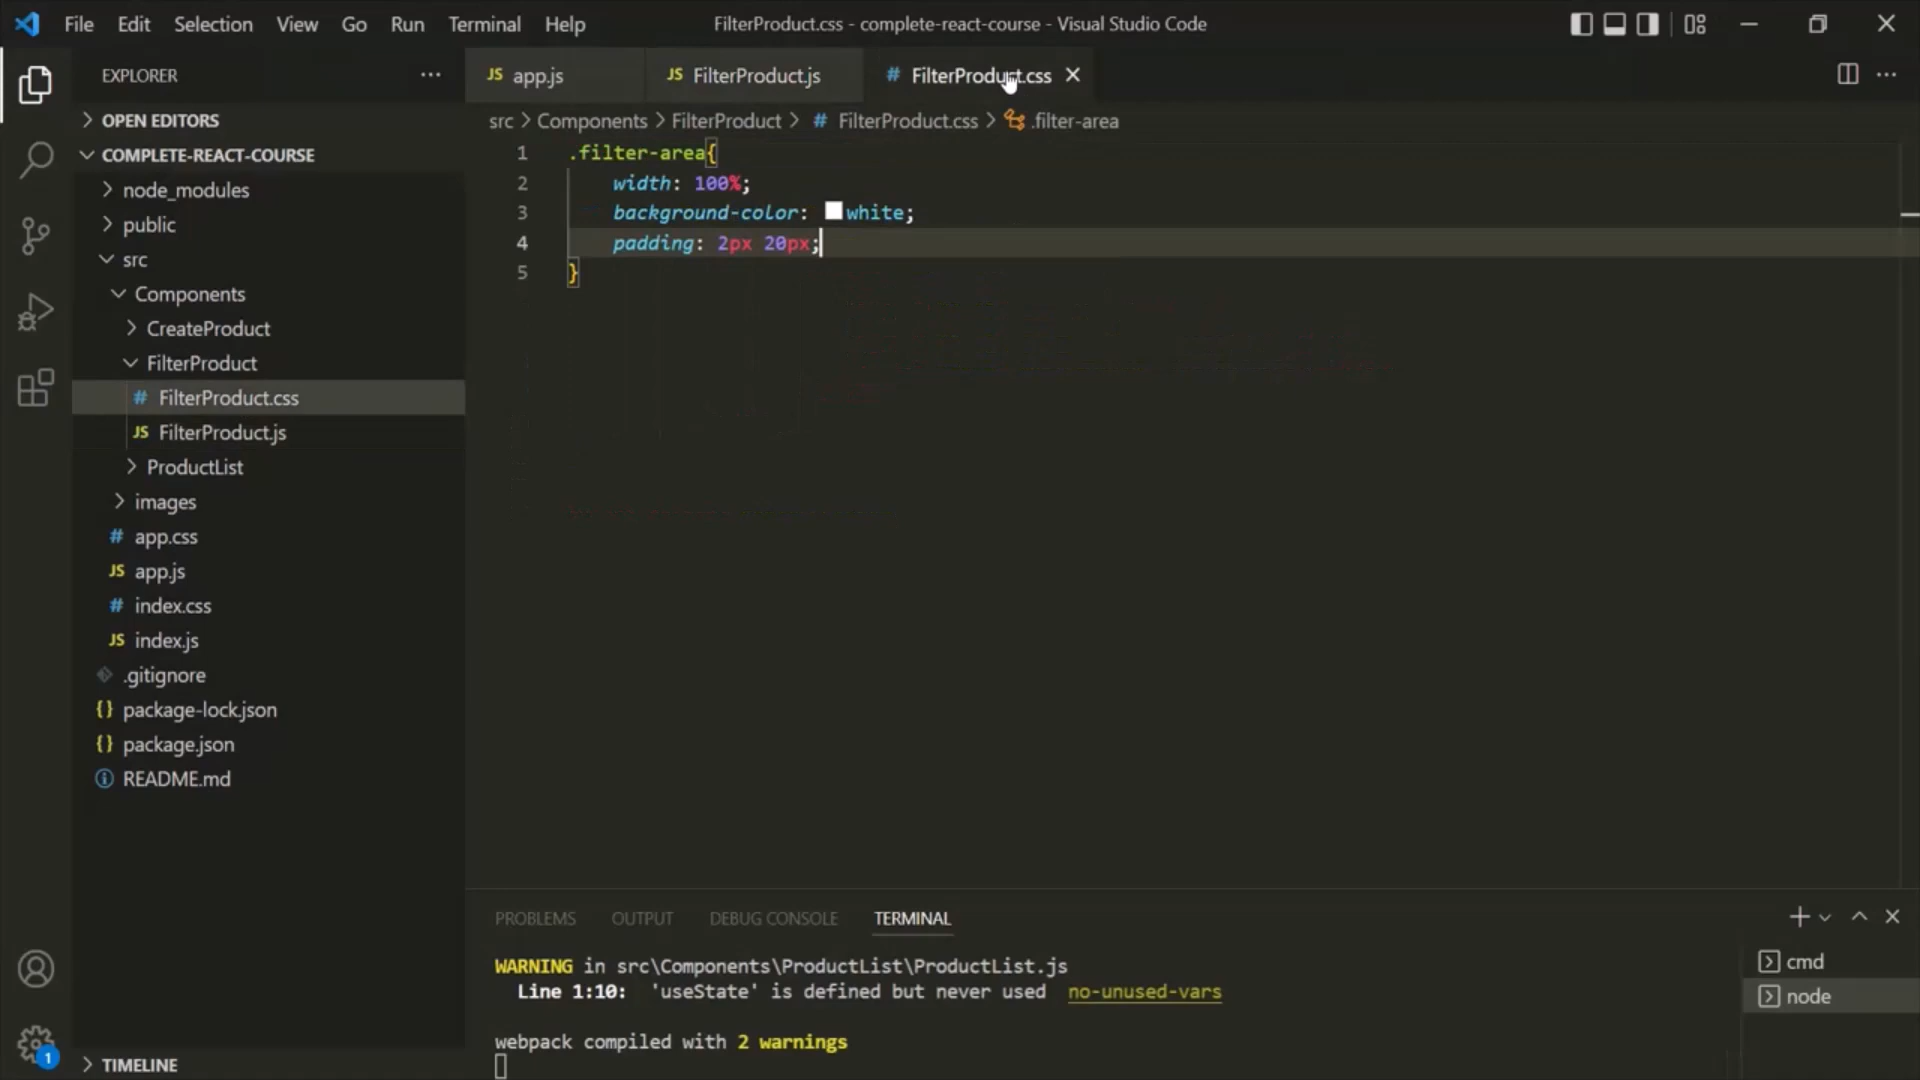 File Edit Selection View Go Run Terminal Help
FilterProduct.css - complete-react-course - Visual Studio Code
EXPLORER
OPEN EDITORS
COMPLETE-REACT-COURSE
node_modules
public
src
Components
CreateProduct
FilterProduct
# FilterProduct.css
JS FilterProduct.js
ProductList
images
# app.css
JS app.js
# index.css
JS index.js
.gitignore
{} package-lock.json
{} package.json
README.md
TIMELINE
1
JS app.js JS FilterProduct.js # FilterProduct.css
src > Components > FilterProduct > # FilterProduct.css > .filter-area
1 .filter-area{
2 width: 100%;
3 background-color: white;
4 padding: 2px 20px;
5 }
PROBLEMS OUTPUT DEBUG CONSOLE TERMINAL
WARNING in src\Components\ProductList\ProductList.js
Line 1:10: 'useState' is defined but never used no-unused-vars
webpack compiled with 2 warnings
cmd
node